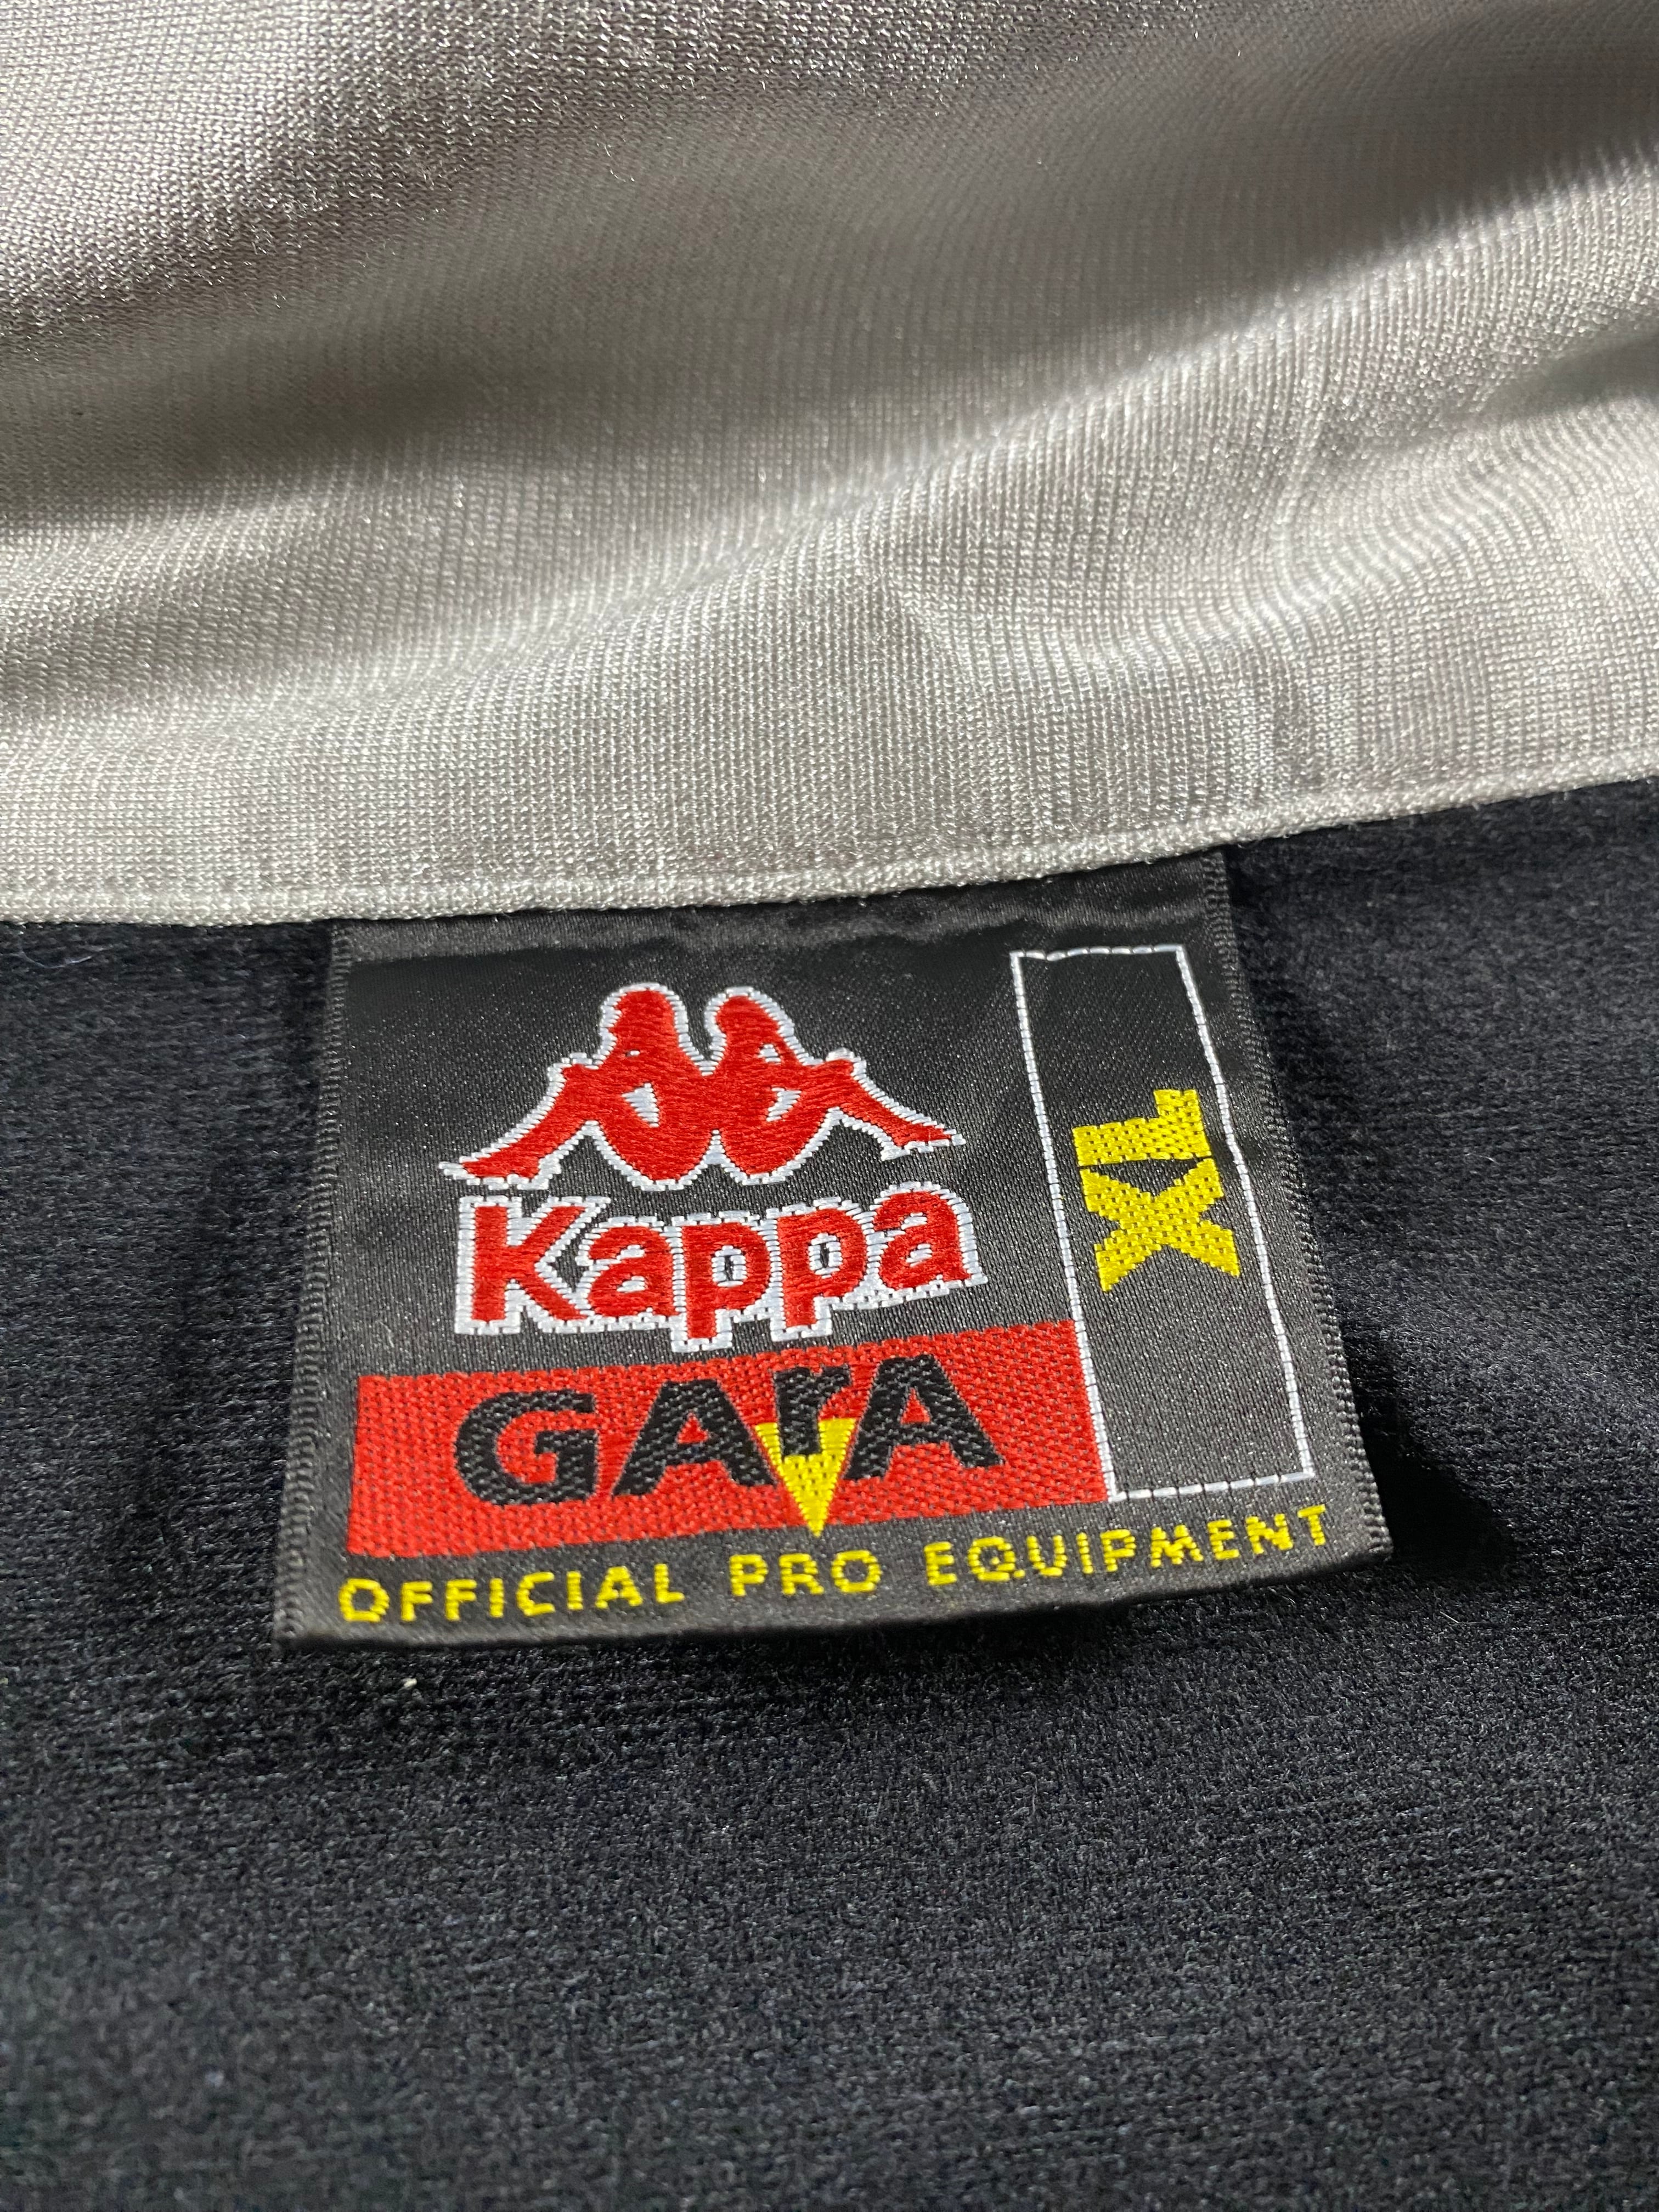 Kappa
GArA
XL
OFFICIAL PRO EQUIPMENT